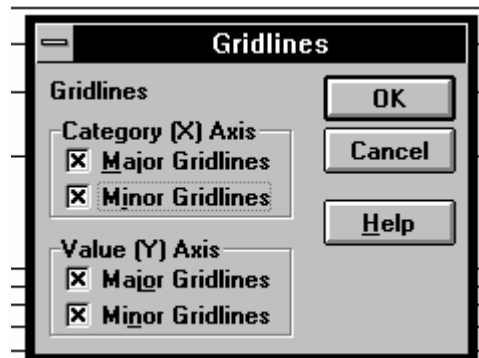 Gridlines
Gridlines
Category (X) Axis
Major Gridlines
Minor Gridlines
Value (Y) Axis
Major Gridlines
Minor Gridlines
OK
Cancel
Help